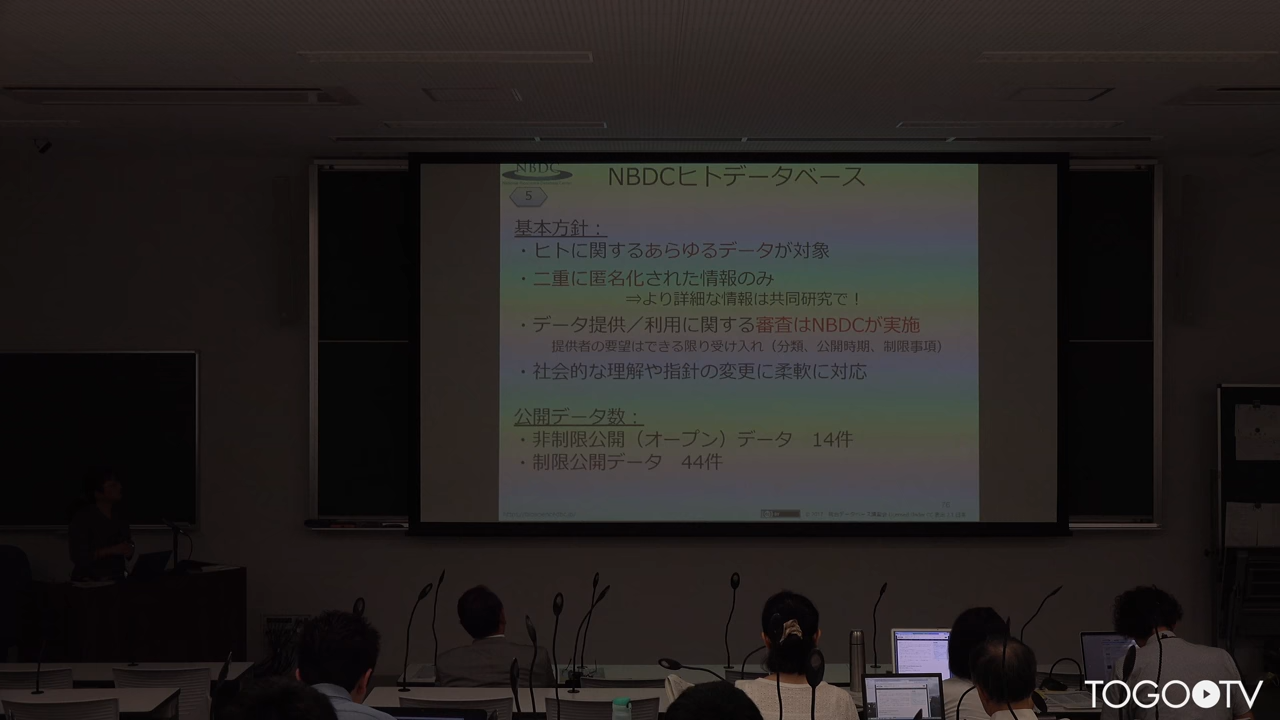 NBDC
NBDCヒトデータベース
5
基本方針：
・ヒトに関するあらゆるデータが対象
・二重に匿名化された情報のみ
⇒より詳細な情報は共同研究で！
・データ提供／利用に関する審査はNBDCが実施
提供者の要望はできる限り受け入れ（分類、公開時期、制限事項）
・社会的な理解や指針の変更に柔軟に対応
公開データ数：
・非制限公開（オープン）データ　14件
・制限公開データ　44件
TOGOTV